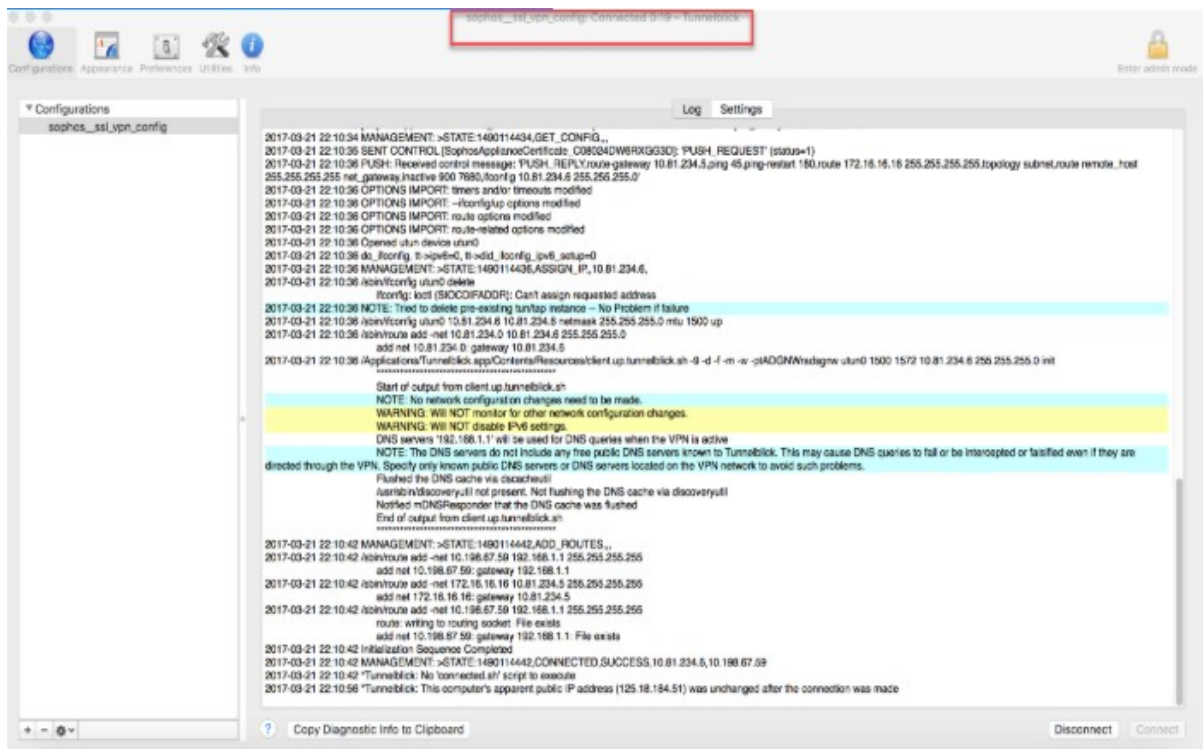 sophos__ssl_vpn_config: Connected 0:19 - Tunnelblick
Configurations Appearance Preferences Utilities Info
Enter admin mode
Configurations
sophos__ssl_vpn_config
Log Settings
2017-03-21 22:10:34 MANAGEMENT: >STATE:1490114434,GET_CONFIG,,,
2017-03-21 22:10:36 SENT CONTROL [SophosApplianceCertificate_C08024DW6RXGG3D]: 'PUSH_REQUEST' (status=1)
2017-03-21 22:10:36 PUSH: Received control message: 'PUSH_REPLY,route-gateway 10.81.234.5,ping 45,ping-restart 180,route 172.16.16.16 255.255.255.255,topology subnet,route remote_host
255.255.255.255 net_gateway,inactive 900 7680,ifconfig 10.81.234.6 255.255.255.0'
2017-03-21 22:10:36 OPTIONS IMPORT: timers and/or timeouts modified
2017-03-21 22:10:36 OPTIONS IMPORT: --ifconfig/up options modified
2017-03-21 22:10:36 OPTIONS IMPORT: route options modified
2017-03-21 22:10:36 OPTIONS IMPORT: route-related options modified
2017-03-21 22:10:36 Opened utun device utun0
2017-03-21 22:10:36 do_ifconfig, tt->ipv6=0, tt->did_ifconfig_ipv6_setup=0
2017-03-21 22:10:36 MANAGEMENT: >STATE:1490114436,ASSIGN_IP,,10.81.234.6,
2017-03-21 22:10:36 /sbin/ifconfig utun0 delete
ifconfig: ioctl (SIOCDIFADDR): Can't assign requested address
2017-03-21 22:10:36 NOTE: Tried to delete pre-existing tun/tap instance -- No Problem if failure
2017-03-21 22:10:36 /sbin/ifconfig utun0 10.81.234.6 10.81.234.6 netmask 255.255.255.0 mtu 1500 up
2017-03-21 22:10:36 /sbin/route add -net 10.81.234.0 10.81.234.6 255.255.255.0
add net 10.81.234.0: gateway 10.81.234.6
2017-03-21 22:10:36 /Applications/Tunnelblick.app/Contents/Resources/client.up.tunnelblick.sh -9 -d -f -m -w -ptADGNWradsgnw utun0 1500 1572 10.81.234.6 255.255.255.0 init
**********************************************
Start of output from client.up.tunnelblick.sh
NOTE: No network configuration changes need to be made.
WARNING: Will NOT monitor for other network configuration changes.
WARNING: Will NOT disable IPv6 settings.
DNS servers '192.168.1.1' will be used for DNS queries when the VPN is active
NOTE: The DNS servers do not include any free public DNS servers known to Tunnelblick. This may cause DNS queries to fail or be intercepted or falsified even if they are
directed through the VPN. Specify only known public DNS servers or DNS servers located on the VPN network to avoid such problems.
Flushed the DNS cache via dscacheutil
/usr/sbin/discoveryutil not present. Not flushing the DNS cache via discoveryutil
Notified mDNSResponder that the DNS cache was flushed
End of output from client.up.tunnelblick.sh
**********************************************
2017-03-21 22:10:42 MANAGEMENT: >STATE:1490114442,ADD_ROUTES,,,
2017-03-21 22:10:42 /sbin/route add -net 10.198.67.59 192.168.1.1 255.255.255.255
add net 10.198.67.59: gateway 192.168.1.1
2017-03-21 22:10:42 /sbin/route add -net 172.16.16.16 10.81.234.5 255.255.255.255
add net 172.16.16.16: gateway 10.81.234.5
2017-03-21 22:10:42 /sbin/route add -net 10.198.67.59 192.168.1.1 255.255.255.255
route: writing to routing socket: File exists
add net 10.198.67.59: gateway 192.168.1.1: File exists
2017-03-21 22:10:42 Initialization Sequence Completed
2017-03-21 22:10:42 MANAGEMENT: >STATE:1490114442,CONNECTED,SUCCESS,10.81.234.6,10.198.67.59
2017-03-21 22:10:42 *Tunnelblick: No 'connected.sh' script to execute
2017-03-21 22:10:56 *Tunnelblick: This computer's apparent public IP address (125.18.184.51) was unchanged after the connection was made
+ -
? Copy Diagnostic Info to Clipboard Disconnect Connect